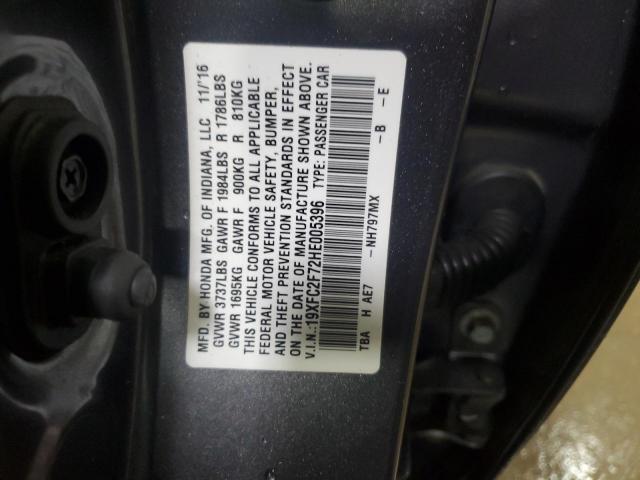 MFD. BY HONDA MFG. OF INDIANA, LLC 11/'16
GVWR 3737LBS GAWR F 1984LBS R 1786LBS
GVWR 1695KG GAWR F 900KG R 810KG
THIS VEHICLE CONFORMS TO ALL APPLICABLE
FEDERAL MOTOR VEHICLE SAFETY, BUMPER,
AND THEFT PREVENTION STANDARDS IN EFFECT
ON THE DATE OF MANUFACTURE SHOWN ABOVE.
V.I.N.:19XFC2F72HE005396 TYPE: PASSENGER CAR
TBA H AE7 -NH797MX -B -E